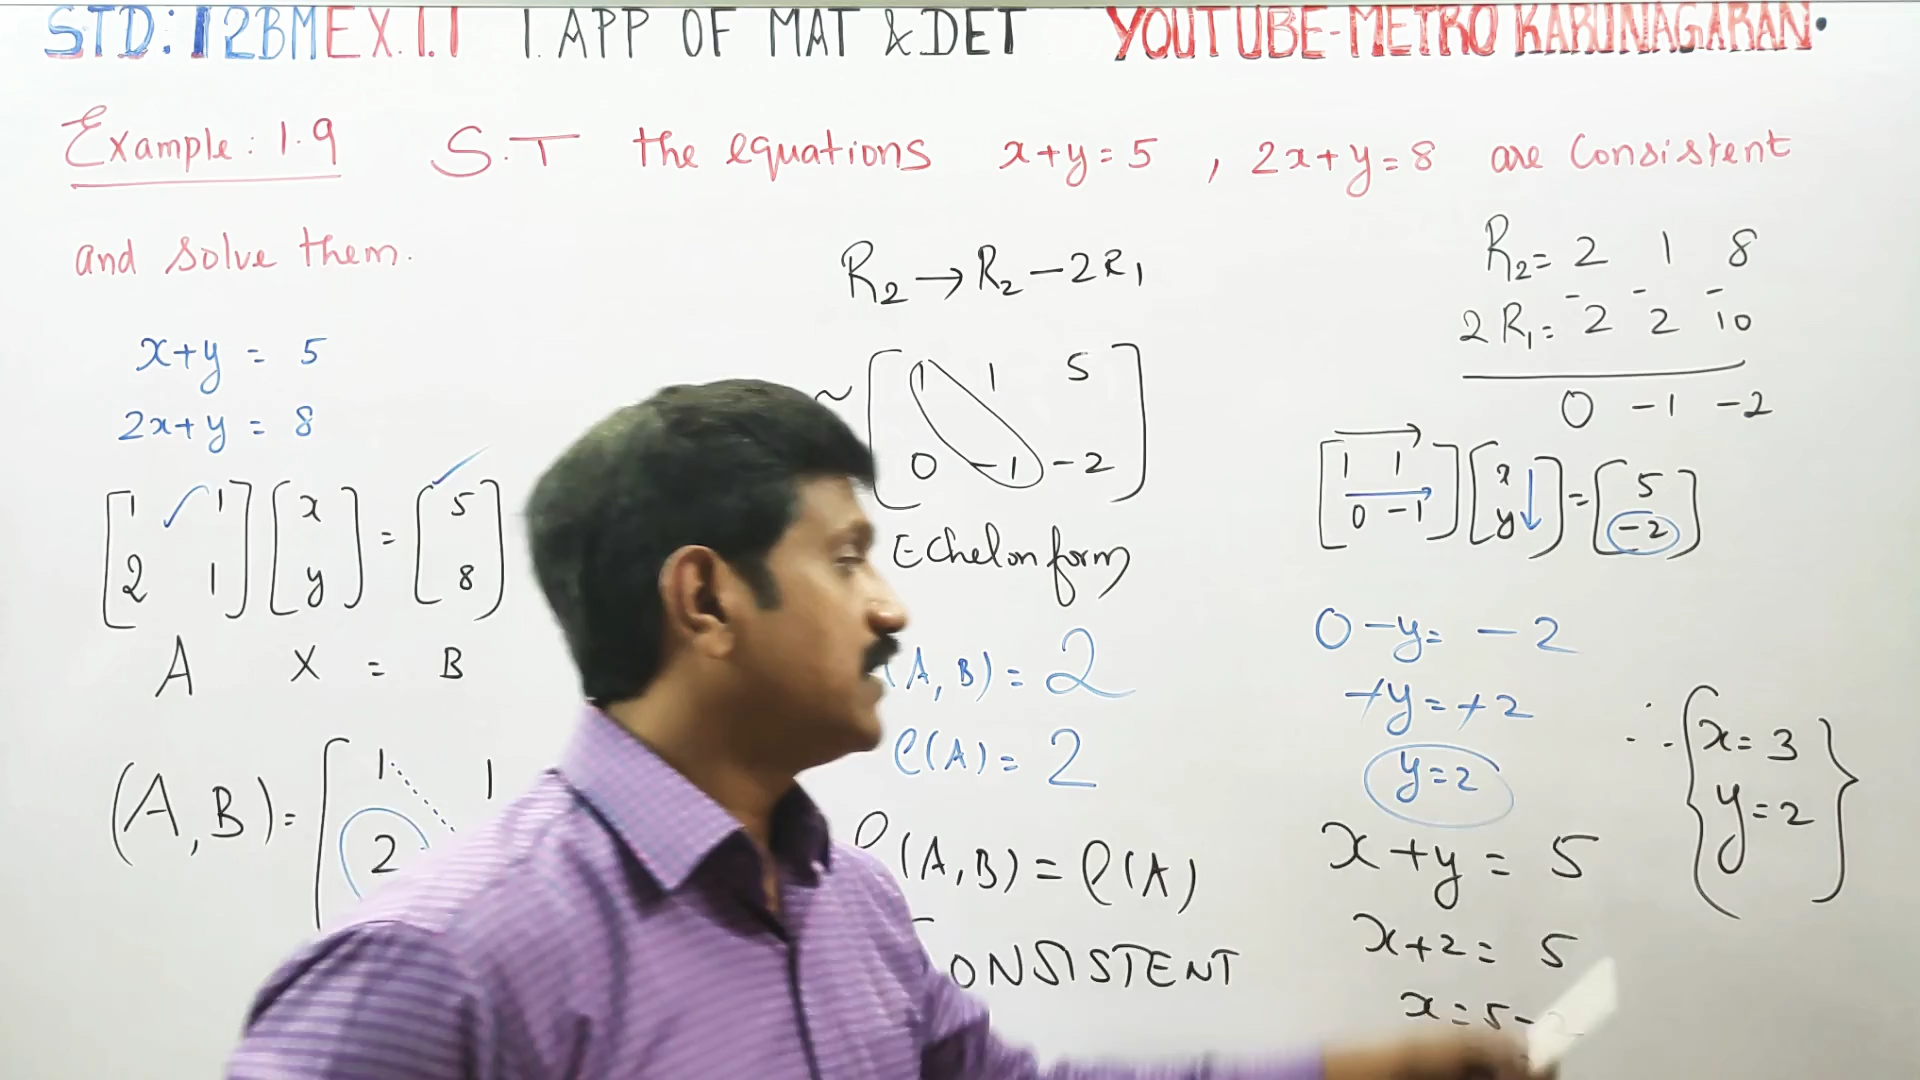 STD: 12BM EX.1.1 1. APP OF MAT & DET YOUTUBE-METRO KARUNAGARAN.
Example: 1.9 S.T the equations x+y=5 , 2x+y=8 are Consistent
and solve them.
x+y = 5
2x+y = 8
[1 1
2 1] [x
y] = [5
8]
A X = B
(A,B) = [1 1
2
R2→R2-2R1
~[1 1 5
0 -1 -2]
Echelon form
(A,B) = 2
ρ(A) = 2
ρ(A,B) = ρ(A)
CONSISTENT
R2= 2 1 8
2R1= -2 -2 -10
0 -1 -2
[1 1
0 -1] [x
y] = [5
-2]
0-y= -2
+y=+2
y=2
x+y = 5
x+2 = 5
x = 5-
∴ {x=3
y=2}